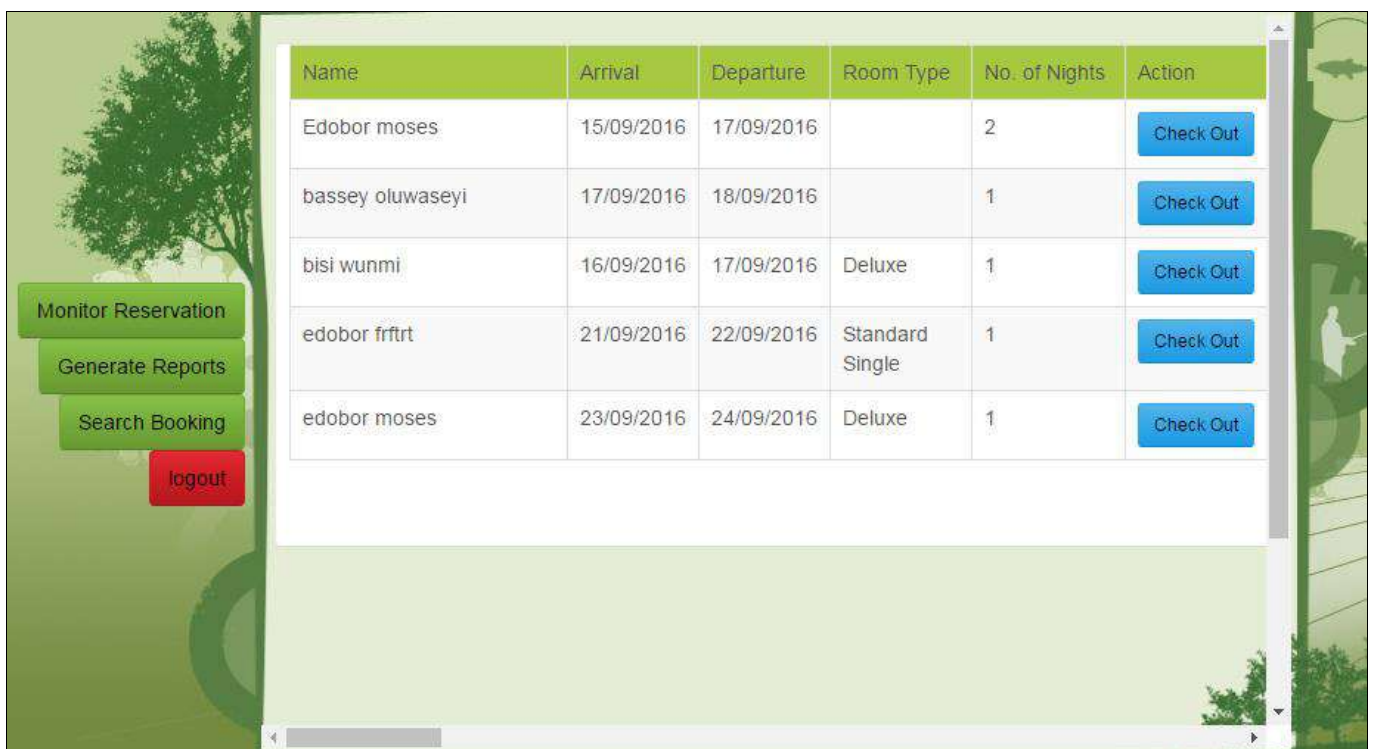 Name Arrival Departure Room Type No. of Nights Action
Edobor moses 15/09/2016 17/09/2016 2 Check Out
bassey oluwaseyi 17/09/2016 18/09/2016 1 Check Out
bisi wunmi 16/09/2016 17/09/2016 Deluxe 1 Check Out
edobor frftrt 21/09/2016 22/09/2016 Standard 1 Check Out
Single
edobor moses 23/09/2016 24/09/2016 Deluxe 1 Check Out
Monitor Reservation
Generate Reports
Search Booking
logout